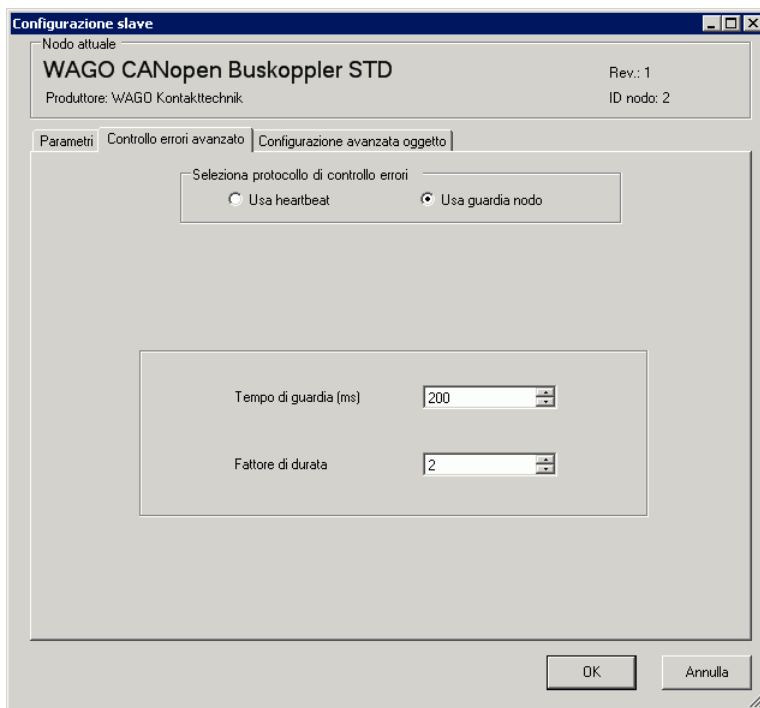 Configurazione slave
Nodo attuale
WAGO CANopen Buskoppler STD
Rev.: 1
Produttore: WAGO Kontakttechnik
ID nodo: 2
Parametri
Controllo errori avanzato
Configurazione avanzata oggetto
Seleziona protocollo di controllo errori
Usa heartbeat
Usa guardia nodo
Tempo di guardia (ms)
200
Fattore di durata
2
OK
Annulla